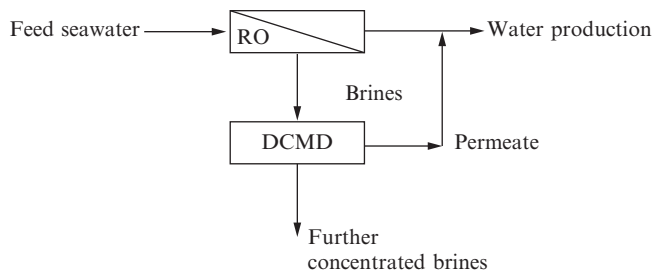 Feed seawater
RO
Water production
Brines
DCMD
Permeate
Further
concentrated brines